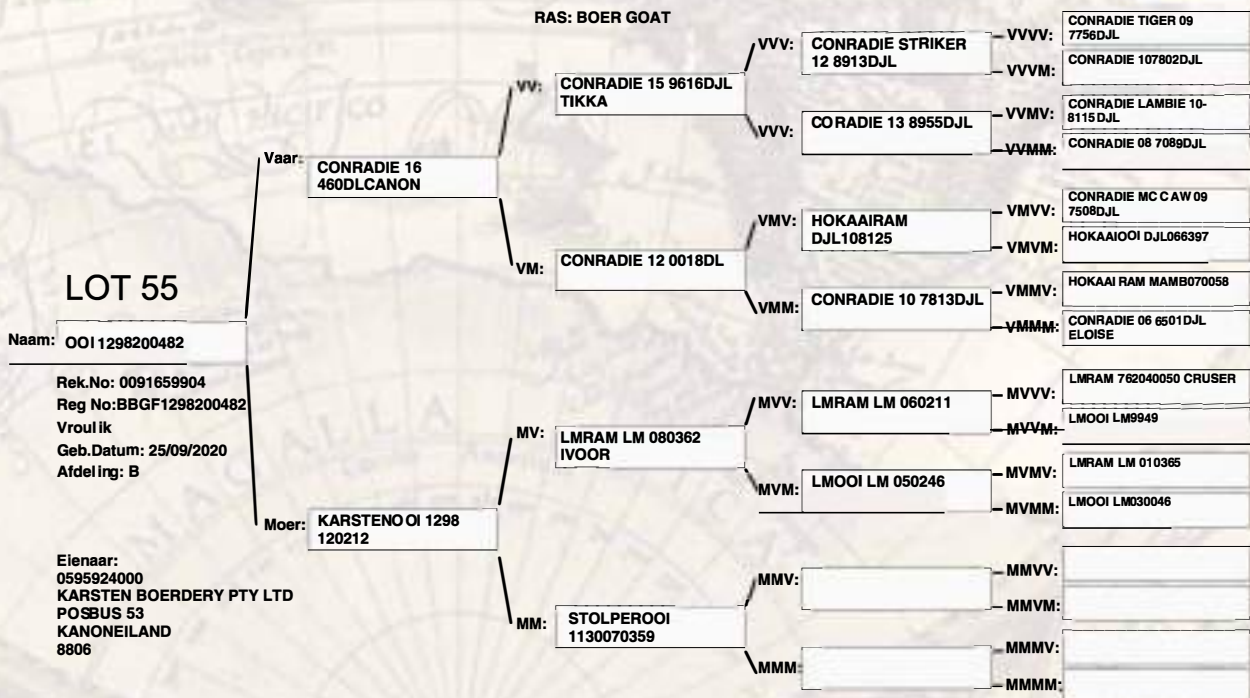 RAS: BOER GOAT
LOT 55
Naam: OOI 1298200482
Rek.No: 0091659904
Reg No:BBGF1298200482
Vroulik
Geb.Datum: 25/09/2020
Afdeling: B
Eienaar:
0595924000
KARSTEN BOERDERY PTY LTD
POSBUS 53
KANONEILAND
8806
Vaar: CONRADIE 16
460DLCANON
Moer: KARSTENOOI 1298
120212
VV: CONRADIE 15 9616DJL
TIKKA
VM: CONRADIE 12 0018DL
MV: LMRAM LM 080362
IVOOR
MM: STOLPEROOI
1130070359
VVV: CONRADIE STRIKER
12 8913DJL
VVV: CORADIE 13 8955DJL
VMV: HOKAAIRAM
DJL108125
VMM: CONRADIE 10 7813DJL
MVV: LMRAM LM 060211
MVM: LMOOI LM 050246
MMV:
MMM:
VVVV: CONRADIE TIGER 09
7756DJL
VVVM: CONRADIE 107802DJL
VVMV: CONRADIE LAMBIE 10-
8115DJL
VVMM: CONRADIE 08 7089DJL
VMVV: CONRADIE MC CAW 09
7508DJL
VMVM: HOKAAIOOI DJL066397
VMMV: HOKAAI RAM MAMB070058
VMMM: CONRADIE 06 6501DJL
ELOISE
MVVV: LMRAM 762040050 CRUSER
MVVM: LMOOI LM9949
MVMV: LMRAM LM 010365
MVMM: LMOOI LM030046
MMVV:
MMVM:
MMMV:
MMMM: